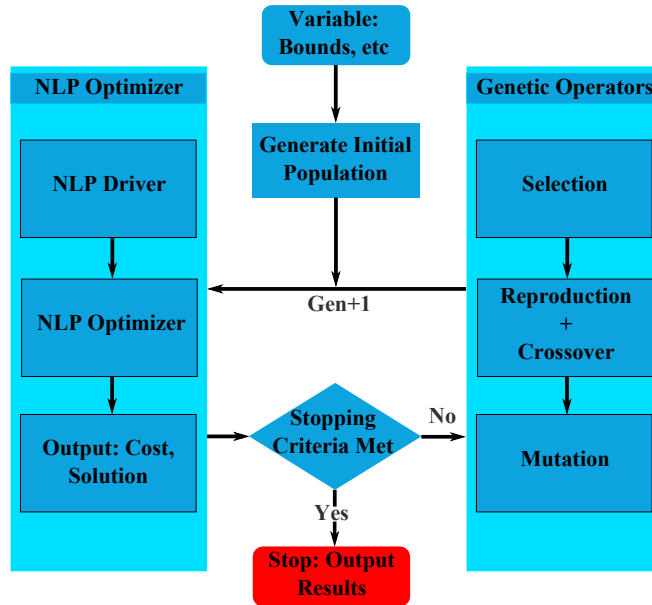 Variable:
Bounds, etc
NLP Optimizer
Genetic Operators
Generate Initial
Population
NLP Driver
Selection
Gen+1
NLP Optimizer
Reproduction
+
Crossover
Stopping
Criteria Met
No
Output: Cost,
Solution
Mutation
Yes
Stop: Output
Results